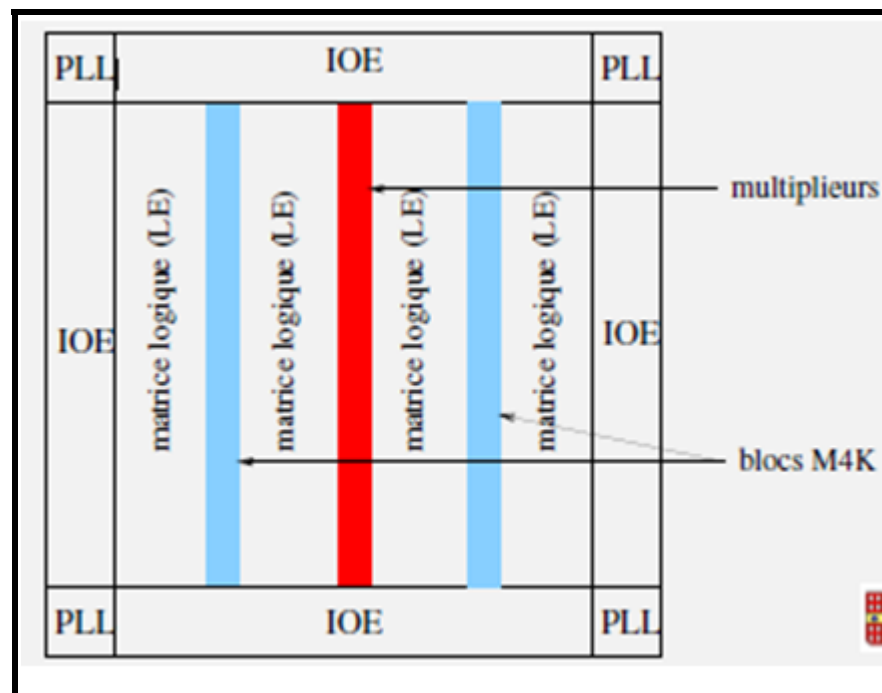 PLL
IOE
PLL
multiplieurs
matrice logique (LE)
matrice logique (LE)
matrice logique (LE)
matrice logique (LE)
IOE
IOE
blocs M4K
PLL
IOE
PLL